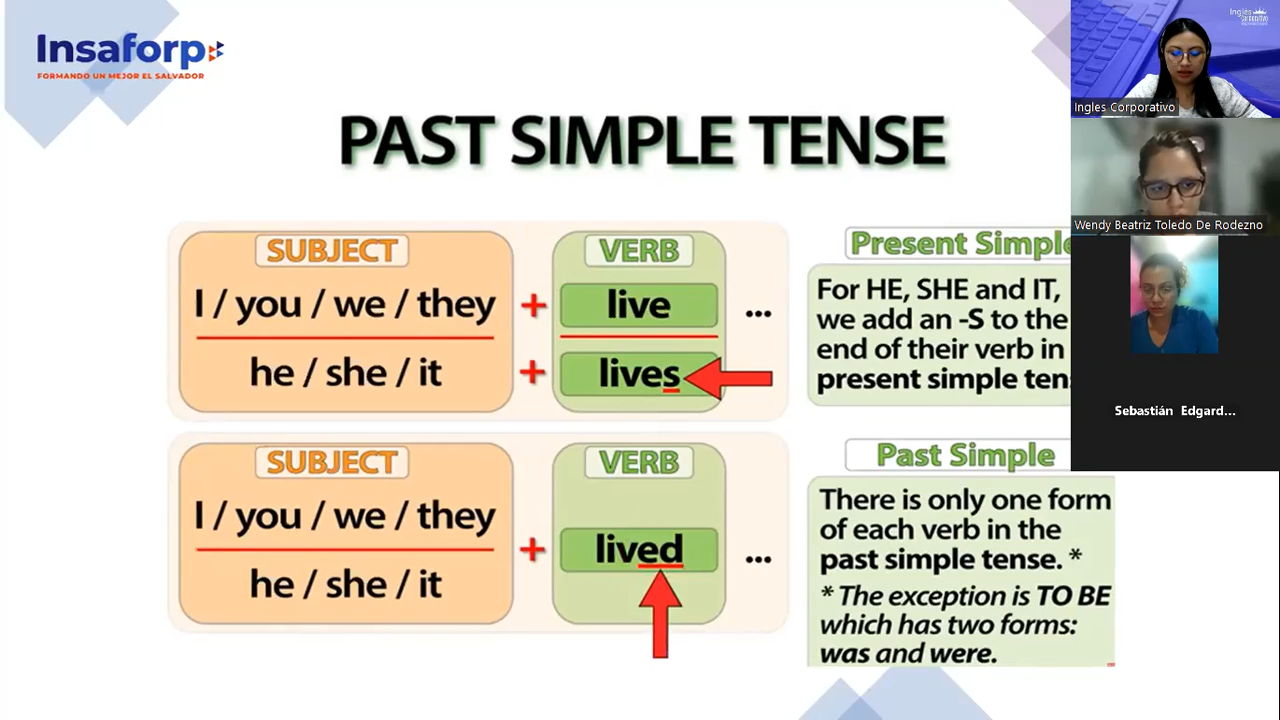 Insaforp
FORMANDO UN MEJOR EL SALVADOR
PAST SIMPLE TENSE
SUBJECT
VERB
I / you / we / they + live ...
he / she / it + lives
Present Simple
For HE, SHE and IT,
we add an -S to the
end of their verb in
present simple ten
SUBJECT
VERB
I / you / we / they
+ lived ...
he / she / it
Past Simple
There is only one form
of each verb in the
past simple tense. *
* The exception is TO BE
which has two forms:
was and were.
Ingles
Ingles Corporativo
Wendy Beatriz Toledo De Rodezno
Sebastián Edgard...